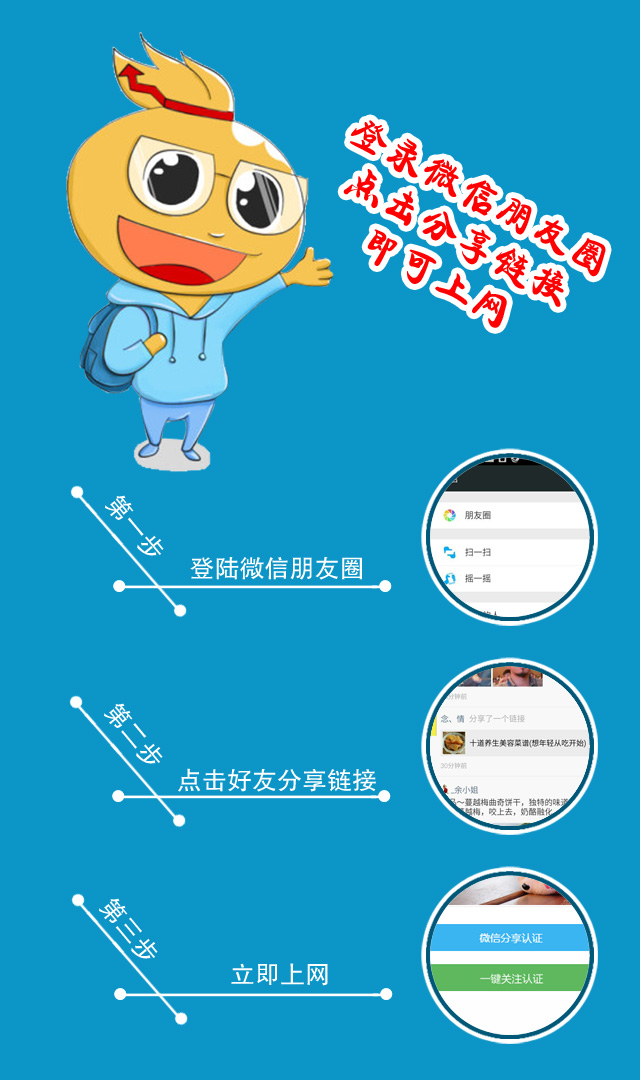 登录微信朋友圈
点击分享链接
即可上网
第一步
登陆微信朋友圈
朋友圈
扫一扫
摇一摇
第二步
点击好友分享链接
分钟前
念、情 分享了一个链接
十道养生美容菜谱(想年轻从吃开始)
30分钟前
_余小姐
～蔓越梅曲奇饼干，独特的味道
越梅，咬上去，奶酪融化
第三步
立即上网
微信分享认证
一键关注认证